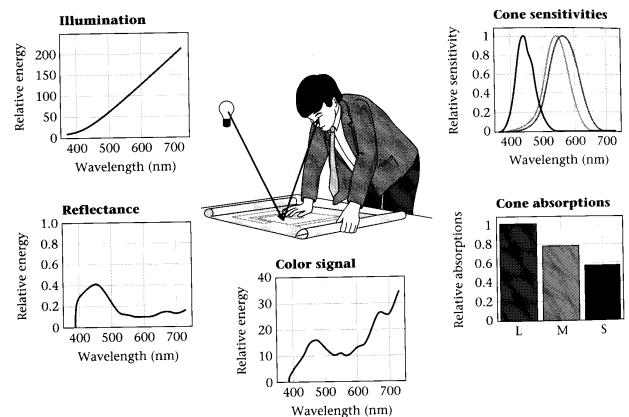 Illumination
Relative energy
200
150
100
50
0
400 500 600 700
Wavelength (nm)
Cone sensitivities
Relative sensitivity
1
0.8
0.6
0.4
0.2
0
400 500 600 700
Wavelength (nm)
Reflectance
Relative energy
1.0
0.8
0.6
0.4
0.2
0
400 500 600 700
Wavelength (nm)
Color signal
Relative energy
40
30
20
10
0
400 500 600 700
Wavelength (nm)
Cone absorptions
Relative absorptions
1
0.8
0.6
0.4
0.2
0
L M S